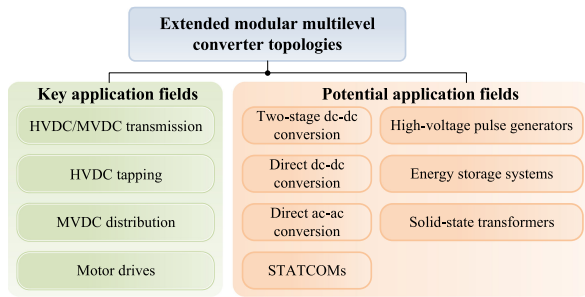 Extended modular multilevel
converter topologies
Key application fields
HVDC/MVDC transmission
HVDC tapping
MVDC distribution
Motor drives
Potential application fields
Two-stage dc-dc
conversion
Direct dc-dc
conversion
Direct ac-ac
conversion
STATCOMs
High-voltage pulse generators
Energy storage systems
Solid-state transformers